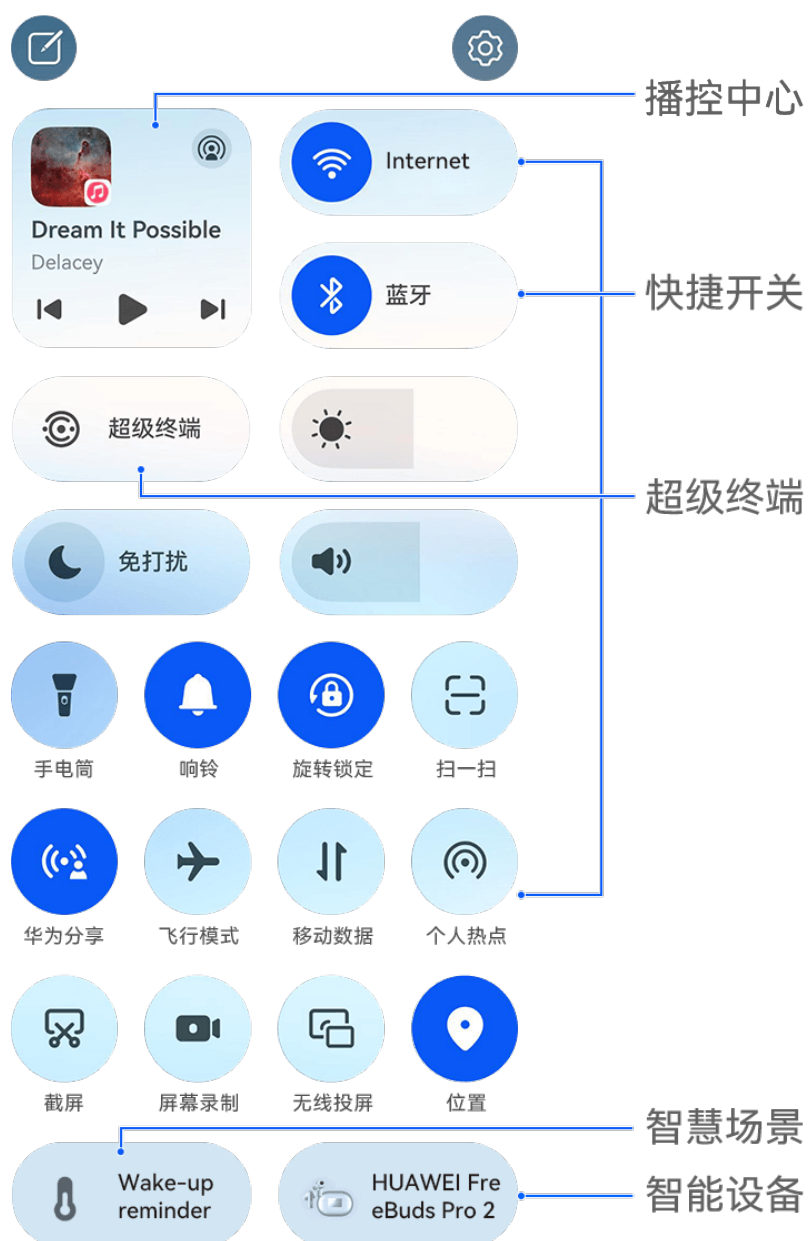 播控中心
Internet
Dream It Possible
Delacey
蓝牙
快捷开关
超级终端
超级终端
免打扰
手电筒
响铃
旋转锁定
扫一扫
华为分享
飞行模式
移动数据
个人热点
截屏
屏幕录制
无线投屏
位置
智慧场景
Wake-up
reminder
HUAWEI Fre
eBuds Pro 2
智能设备